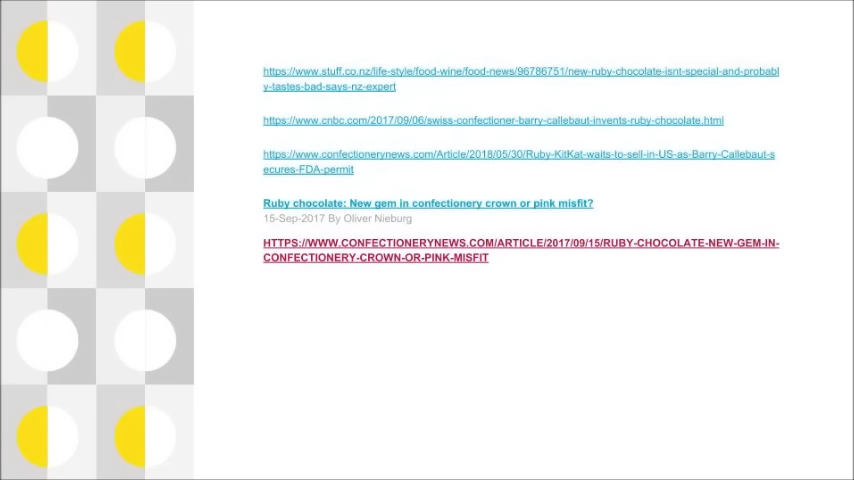 https://www.stuff.co.nz/life-style/food-wine/food-news/96786751/new-ruby-chocolate-isnt-special-and-probabl
y-tastes-bad-says-nz-expert
https://www.cnbc.com/2017/09/06/swiss-confectioner-barry-callebaut-invents-ruby-chocolate.html
https://www.confectionerynews.com/Article/2018/05/30/Ruby-KitKat-waits-to-sell-in-US-as-Barry-Callebaut-s
ecures-FDA-permit
Ruby chocolate: New gem in confectionery crown or pink misfit?
15-Sep-2017 By Oliver Nieburg
HTTPS://WWW.CONFECTIONERYNEWS.COM/ARTICLE/2017/09/15/RUBY-CHOCOLATE-NEW-GEM-IN-
CONFECTIONERY-CROWN-OR-PINK-MISFIT